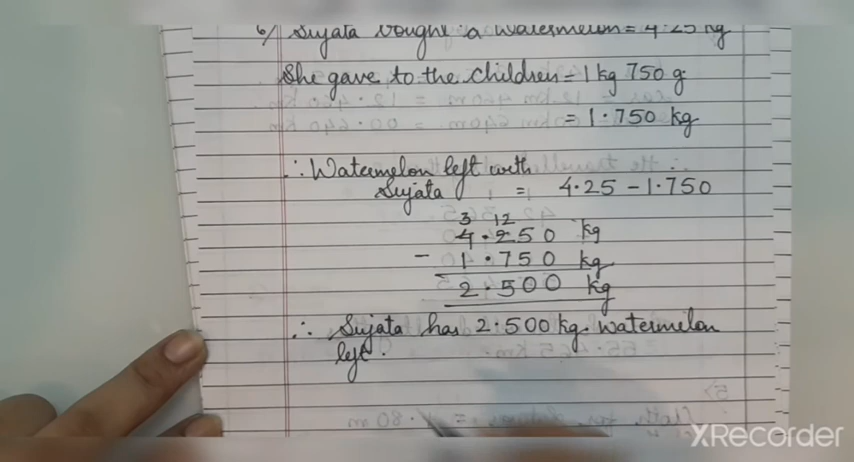 6) Sujata bought a watermelon = 4.25 kg
She gave to the children = 1 kg 750 g
= 1.750 kg
∴ Watermelon left with
Sujata = 4.25 - 1.750
3 12
4.250 kg
- 1.750 kg
2.500 kg
∴ Sujata has 2.500 kg. watermelon
left.
XRecorder